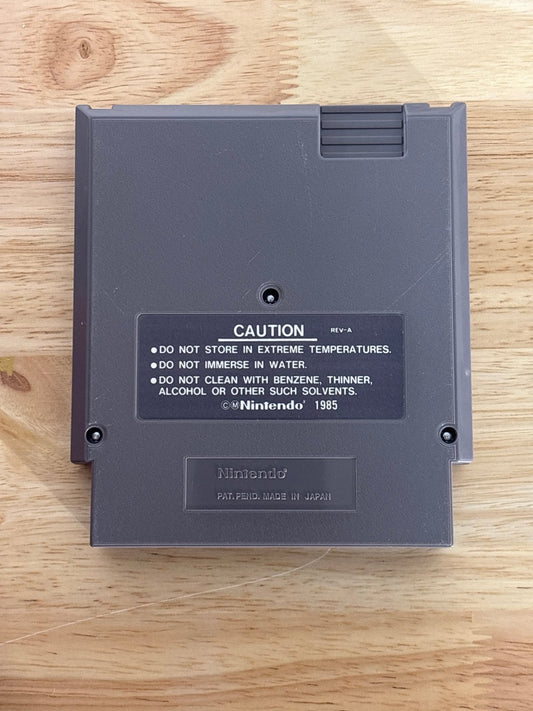 CAUTION REV-A
• DO NOT STORE IN EXTREME TEMPERATURES.
• DO NOT IMMERSE IN WATER.
• DO NOT CLEAN WITH BENZENE, THINNER,
ALCOHOL OR OTHER SUCH SOLVENTS.
©ⓂNintendo® 1985
Nintendo®
PAT. PEND. MADE IN JAPAN